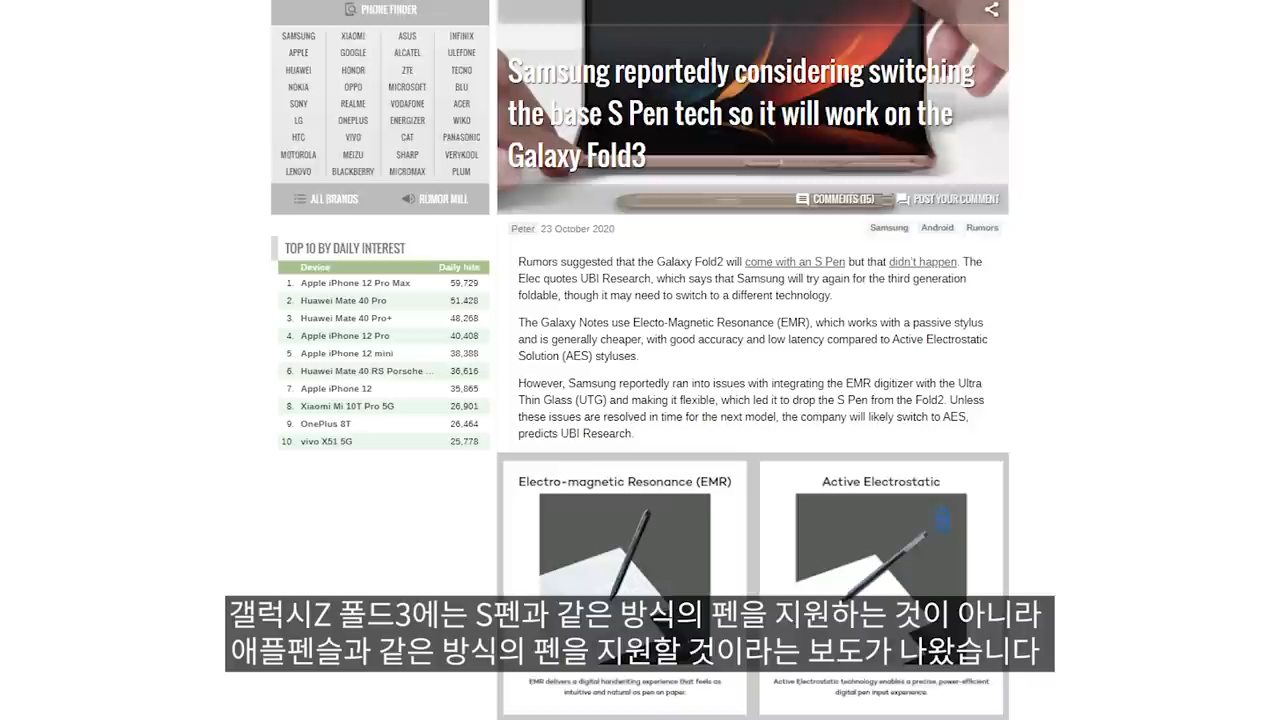 PHONE FINDER
SAMSUNG XIAOMI ASUS INFINIX
APPLE GOOGLE ALCATEL ULEFONE
HUAWEI HONOR ZTE TECNO
NOKIA OPPO MICROSOFT BLU
SONY REALME VODAFONE ACER
LG ONEPLUS ENERGIZER WIKO
HTC VIVO CAT PANASONIC
MOTOROLA MEIZU SHARP VERYKOOL
LENOVO BLACKBERRY MICROMAX PLUM
ALL BRANDS RUMOR MILL
TOP 10 BY DAILY INTEREST
Device Daily hits
1. Apple iPhone 12 Pro Max 59,729
2. Huawei Mate 40 Pro 51,428
3. Huawei Mate 40 Pro+ 48,268
4. Apple iPhone 12 Pro 40,408
5. Apple iPhone 12 mini 38,388
6. Huawei Mate 40 RS Porsche ... 36,616
7. Apple iPhone 12 35,865
8. Xiaomi Mi 10T Pro 5G 26,901
9. OnePlus 8T 26,464
10. vivo X51 5G 25,778
Samsung reportedly considering switching
the base S Pen tech so it will work on the
Galaxy Fold3
COMMENTS (15) POST YOUR COMMENT
Peter, 23 October 2020 Samsung Android Rumors
Rumors suggested that the Galaxy Fold2 will come with an S Pen but that didn't happen. The
Elec quotes UBI Research, which says that Samsung will try again for the third generation
foldable, though it may need to switch to a different technology.
The Galaxy Notes use Electo-Magnetic Resonance (EMR), which works with a passive stylus
and is generally cheaper, with good accuracy and low latency compared to Active Electrostatic
Solution (AES) styluses.
However, Samsung reportedly ran into issues with integrating the EMR digitizer with the Ultra
Thin Glass (UTG) and making it flexible, which led it to drop the S Pen from the Fold2. Unless
these issues are resolved in time for the next model, the company will likely switch to AES,
predicts UBI Research.
Electro-magnetic Resonance (EMR) Active Electrostatic
갤럭시Z 폴드3에는 S펜과 같은 방식의 펜을 지원하는 것이 아니라
애플펜슬과 같은 방식의 펜을 지원할 것이라는 보도가 나왔습니다
EMR delivers a digital handwriting experience that feels as
intuitive and natural as pen on paper.
Active Electrostatic technology enables a precise, power-efficient
digital pen input experience.